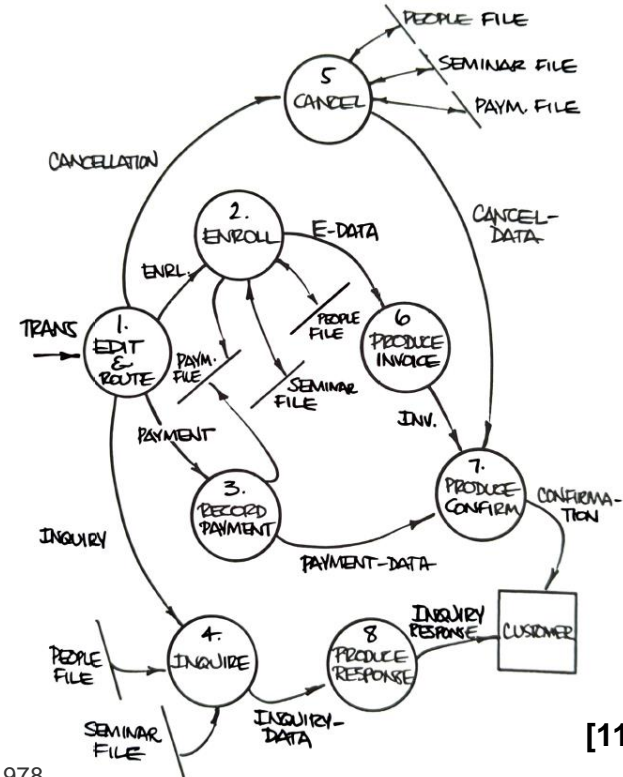 PEOPLE FILE
SEMINAR FILE
PAYM. FILE
5
CANCEL
CANCELLATION
CANCEL-
DATA
2.
ENROLL
E-DATA
ENRL.
TRANS
1.
EDIT
&
ROUTE
PAYM.
FILE
PEOPLE
FILE
SEMINAR
FILE
6
PRODUCE
INVOICE
INV.
PAYMENT
3.
RECORD
PAYMENT
7.
PRODUCE
CONFIRM
CONFIRMA-
TION
PAYMENT-DATA
INQUIRY
4.
INQUIRE
PEOPLE
FILE
SEMINAR
FILE
INQUIRY-
DATA
8
PRODUCE
RESPONSE
INQUIRY
RESPONSE
CUSTOMER
[11
978